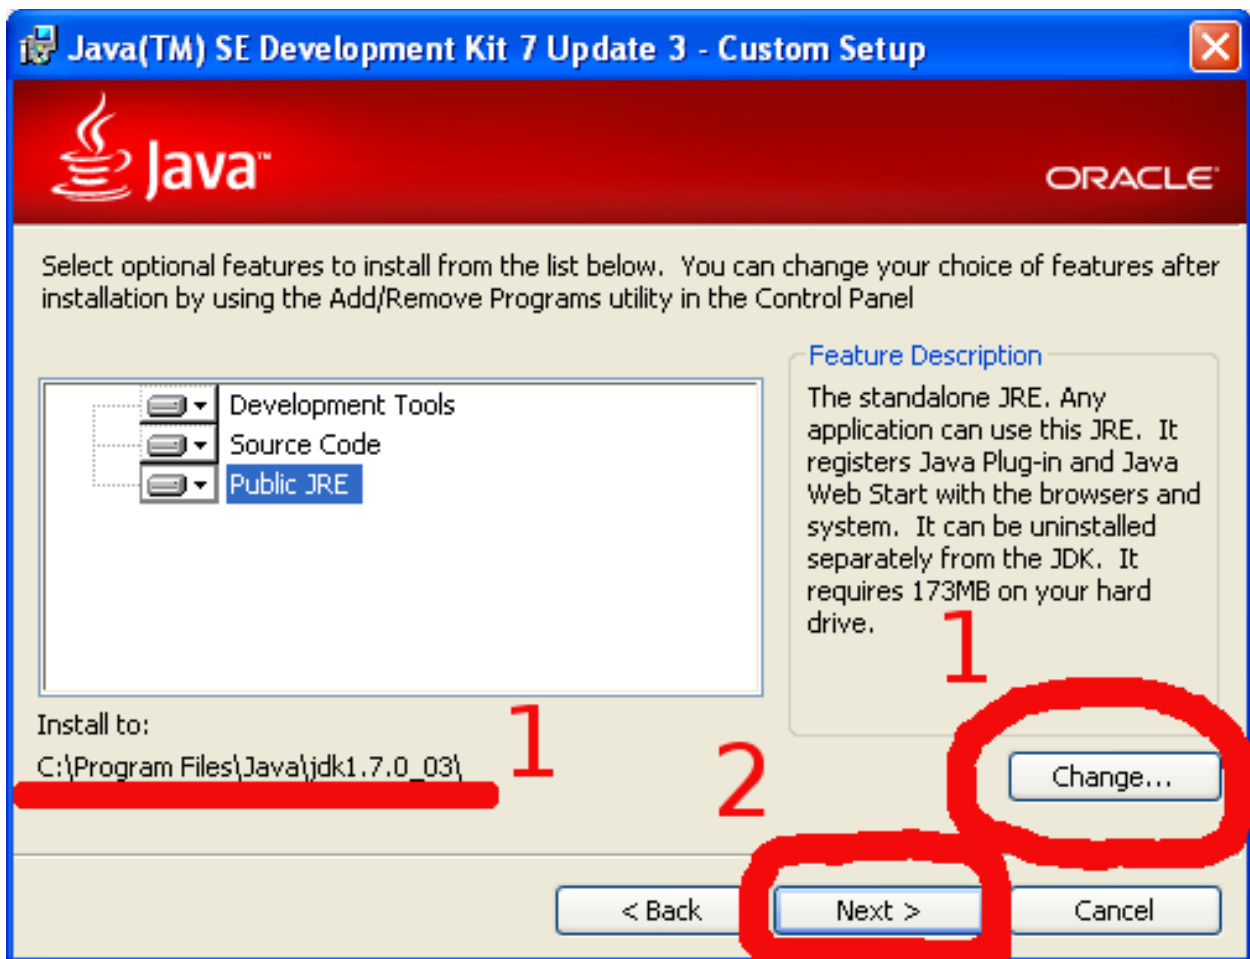 Java(TM) SE Development Kit 7 Update 3 - Custom Setup
Java™
ORACLE®
Select optional features to install from the list below.  You can change your choice of features after
installation by using the Add/Remove Programs utility in the Control Panel
Development Tools
Source Code
Public JRE
Feature Description
The standalone JRE. Any
application can use this JRE.  It
registers Java Plug-in and Java
Web Start with the browsers and
system.  It can be uninstalled
separately from the JDK.  It
requires 173MB on your hard
drive.
1
Install to:
C:\Program Files\Java\jdk1.7.0_03\
1
2
Change...
< Back
Next >
Cancel